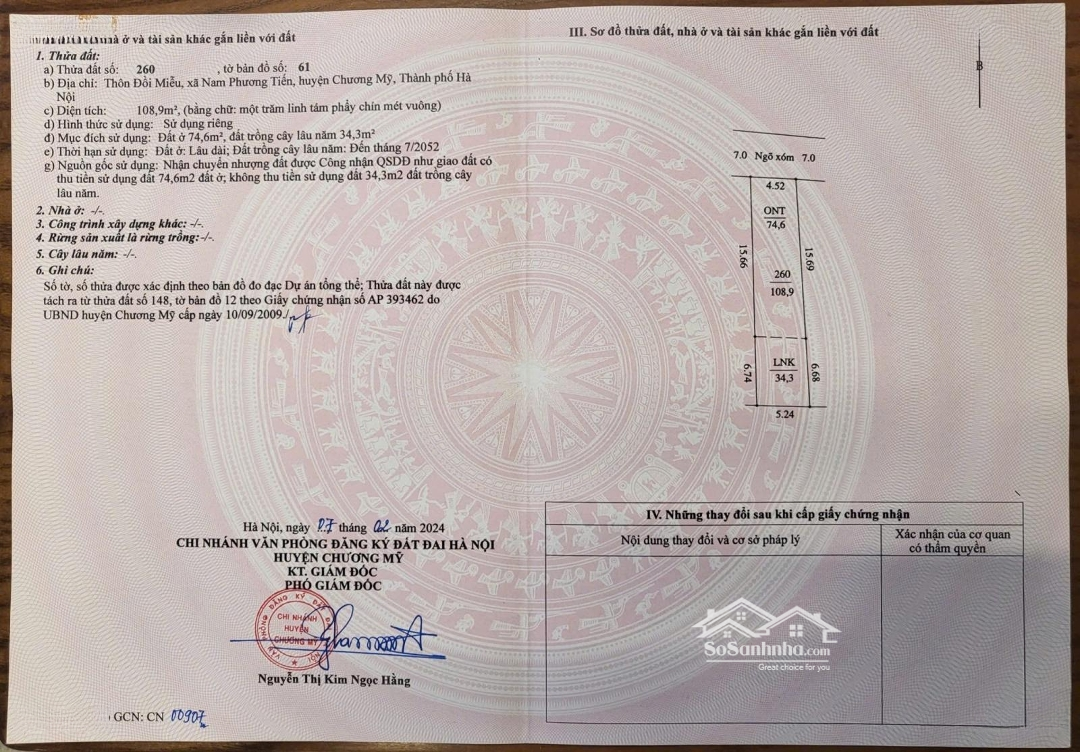 nhà ở và tài sản khác gắn liền với đất
1. Thửa đất:
a) Thửa đất số: 260 , tờ bản đồ số: 61
b) Địa chỉ: Thôn Đồi Miễu, xã Nam Phương Tiến, huyện Chương Mỹ, Thành phố Hà
Nội
c) Diện tích: 108,9m², (bằng chữ: một trăm linh tám phẩy chín mét vuông)
d) Hình thức sử dụng: Sử dụng riêng
đ) Mục đích sử dụng: Đất ở 74,6m², đất trồng cây lâu năm 34,3m²
e) Thời hạn sử dụng: Đất ở: Lâu dài; Đất trồng cây lâu năm: Đến tháng 7/2052
g) Nguồn gốc sử dụng: Nhận chuyển nhượng đất được Công nhận QSDĐ như giao đất có
thu tiền sử dụng đất 74,6m2 đất ở; không thu tiền sử dụng đất 34,3m2 đất trồng cây
lâu năm.
2. Nhà ở: -/-.
3. Công trình xây dựng khác: -/-.
4. Rừng sản xuất là rừng trồng:-/-.
5. Cây lâu năm: -/-.
6. Ghi chú:
Số tờ, số thửa được xác định theo bản đồ đo đạc Dự án tổng thể; Thửa đất này được
tách ra từ thửa đất số 148, tờ bản đồ 12 theo Giấy chứng nhận số AP 393462 do
UBND huyện Chương Mỹ cấp ngày 10/09/2009./
Hà Nội, ngày 27 tháng 02 năm 2024
CHI NHÁNH VĂN PHÒNG ĐĂNG KÝ ĐẤT ĐAI HÀ NỘI
HUYỆN CHƯƠNG MỸ
KT. GIÁM ĐỐC
PHÓ GIÁM ĐỐC
VĂN PHÒNG ĐĂNG KÝ ĐẤT ĐAI HÀ NỘI
CHI NHÁNH
HUYỆN
CHƯƠNG MỸ
Nguyễn Thị Kim Ngọc Hằng
GCN: CN 00907
III. Sơ đồ thửa đất, nhà ở và tài sản khác gắn liền với đất
B
7.0 Ngõ xóm 7.0
4.52
ONT
74,6
15.66
15.69
260
108,9
LNK
34,3
6.74
6.68
5.24
IV. Những thay đổi sau khi cấp giấy chứng nhận
Nội dung thay đổi và cơ sở pháp lý
Xác nhận của cơ quan
có thẩm quyền
SoSanhnha.com
Great choice for you